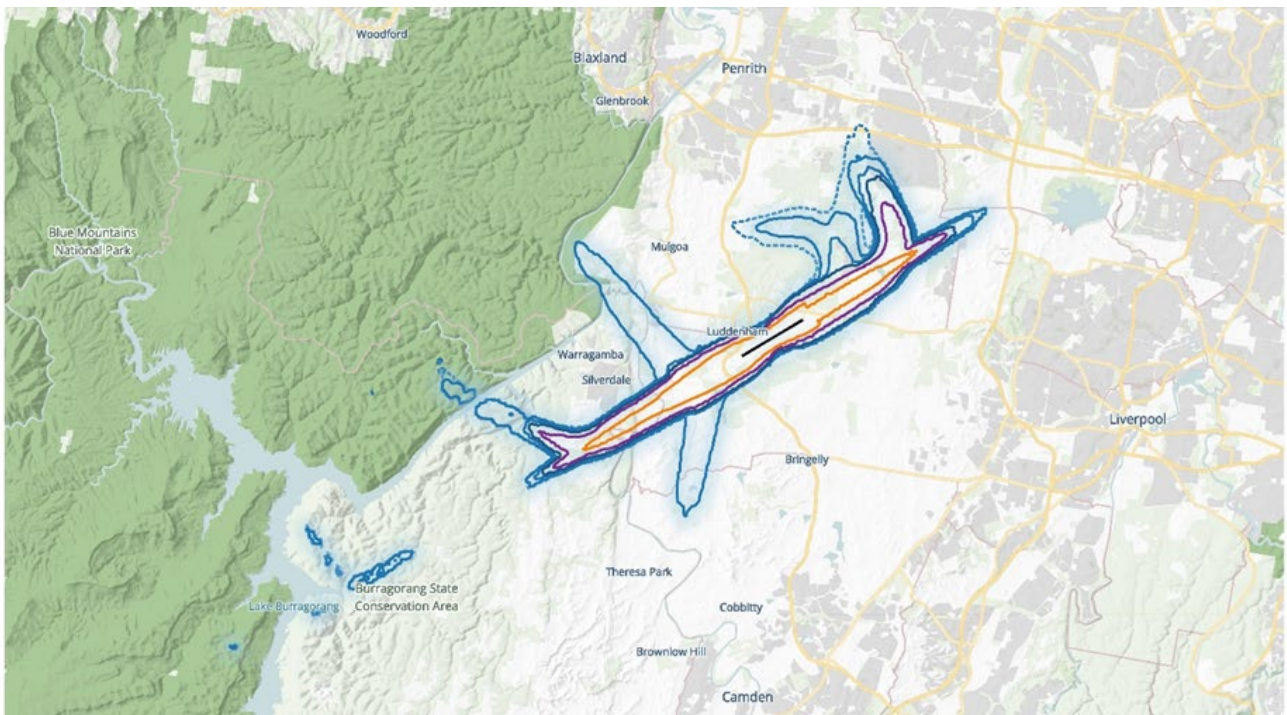 Woodford
Blaxland
Penrith
Glenbrook
Blue Mountains
National Park
Mulgoa
Luddenham
Warragamba
Silverdale
Liverpool
Bringelly
Theresa Park
Burragorang State
Conservation Area
Lake Burragorang
Cobbitty
Brownlow Hill
Camden